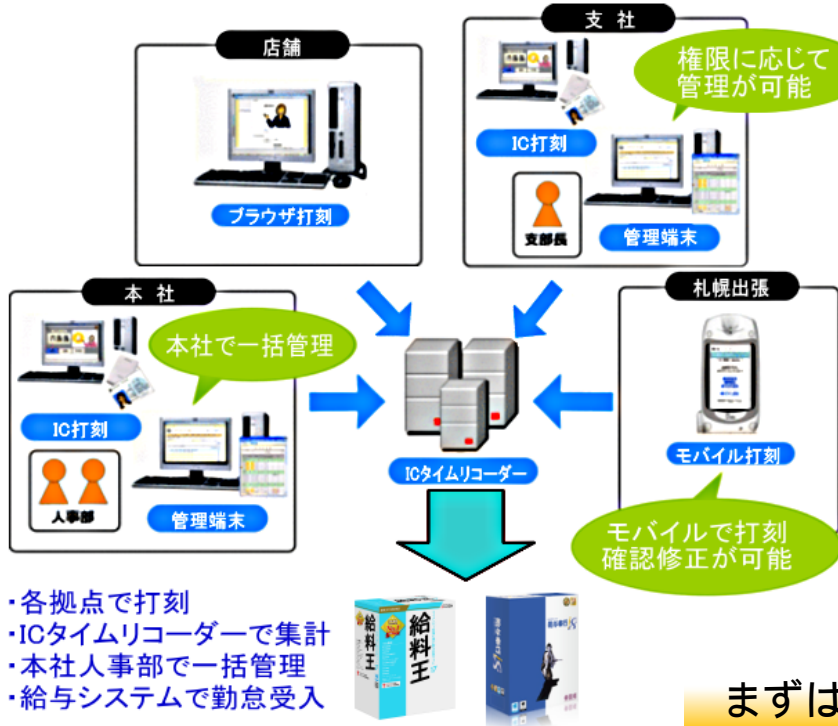 店舗
ブラウザ打刻
支 社
権限に応じて
管理が可能
IC打刻
支部長
管理端末
本 社
本社で一括管理
IC打刻
人事部
管理端末
ICタイムリコーダー
札幌出張
モバイル打刻
モバイルで打刻
確認修正が可能
・各拠点で打刻
・ICタイムリコーダーで集計
・本社人事部で一括管理
・給与システムで勤怠受入
給料王
給料王
まずは